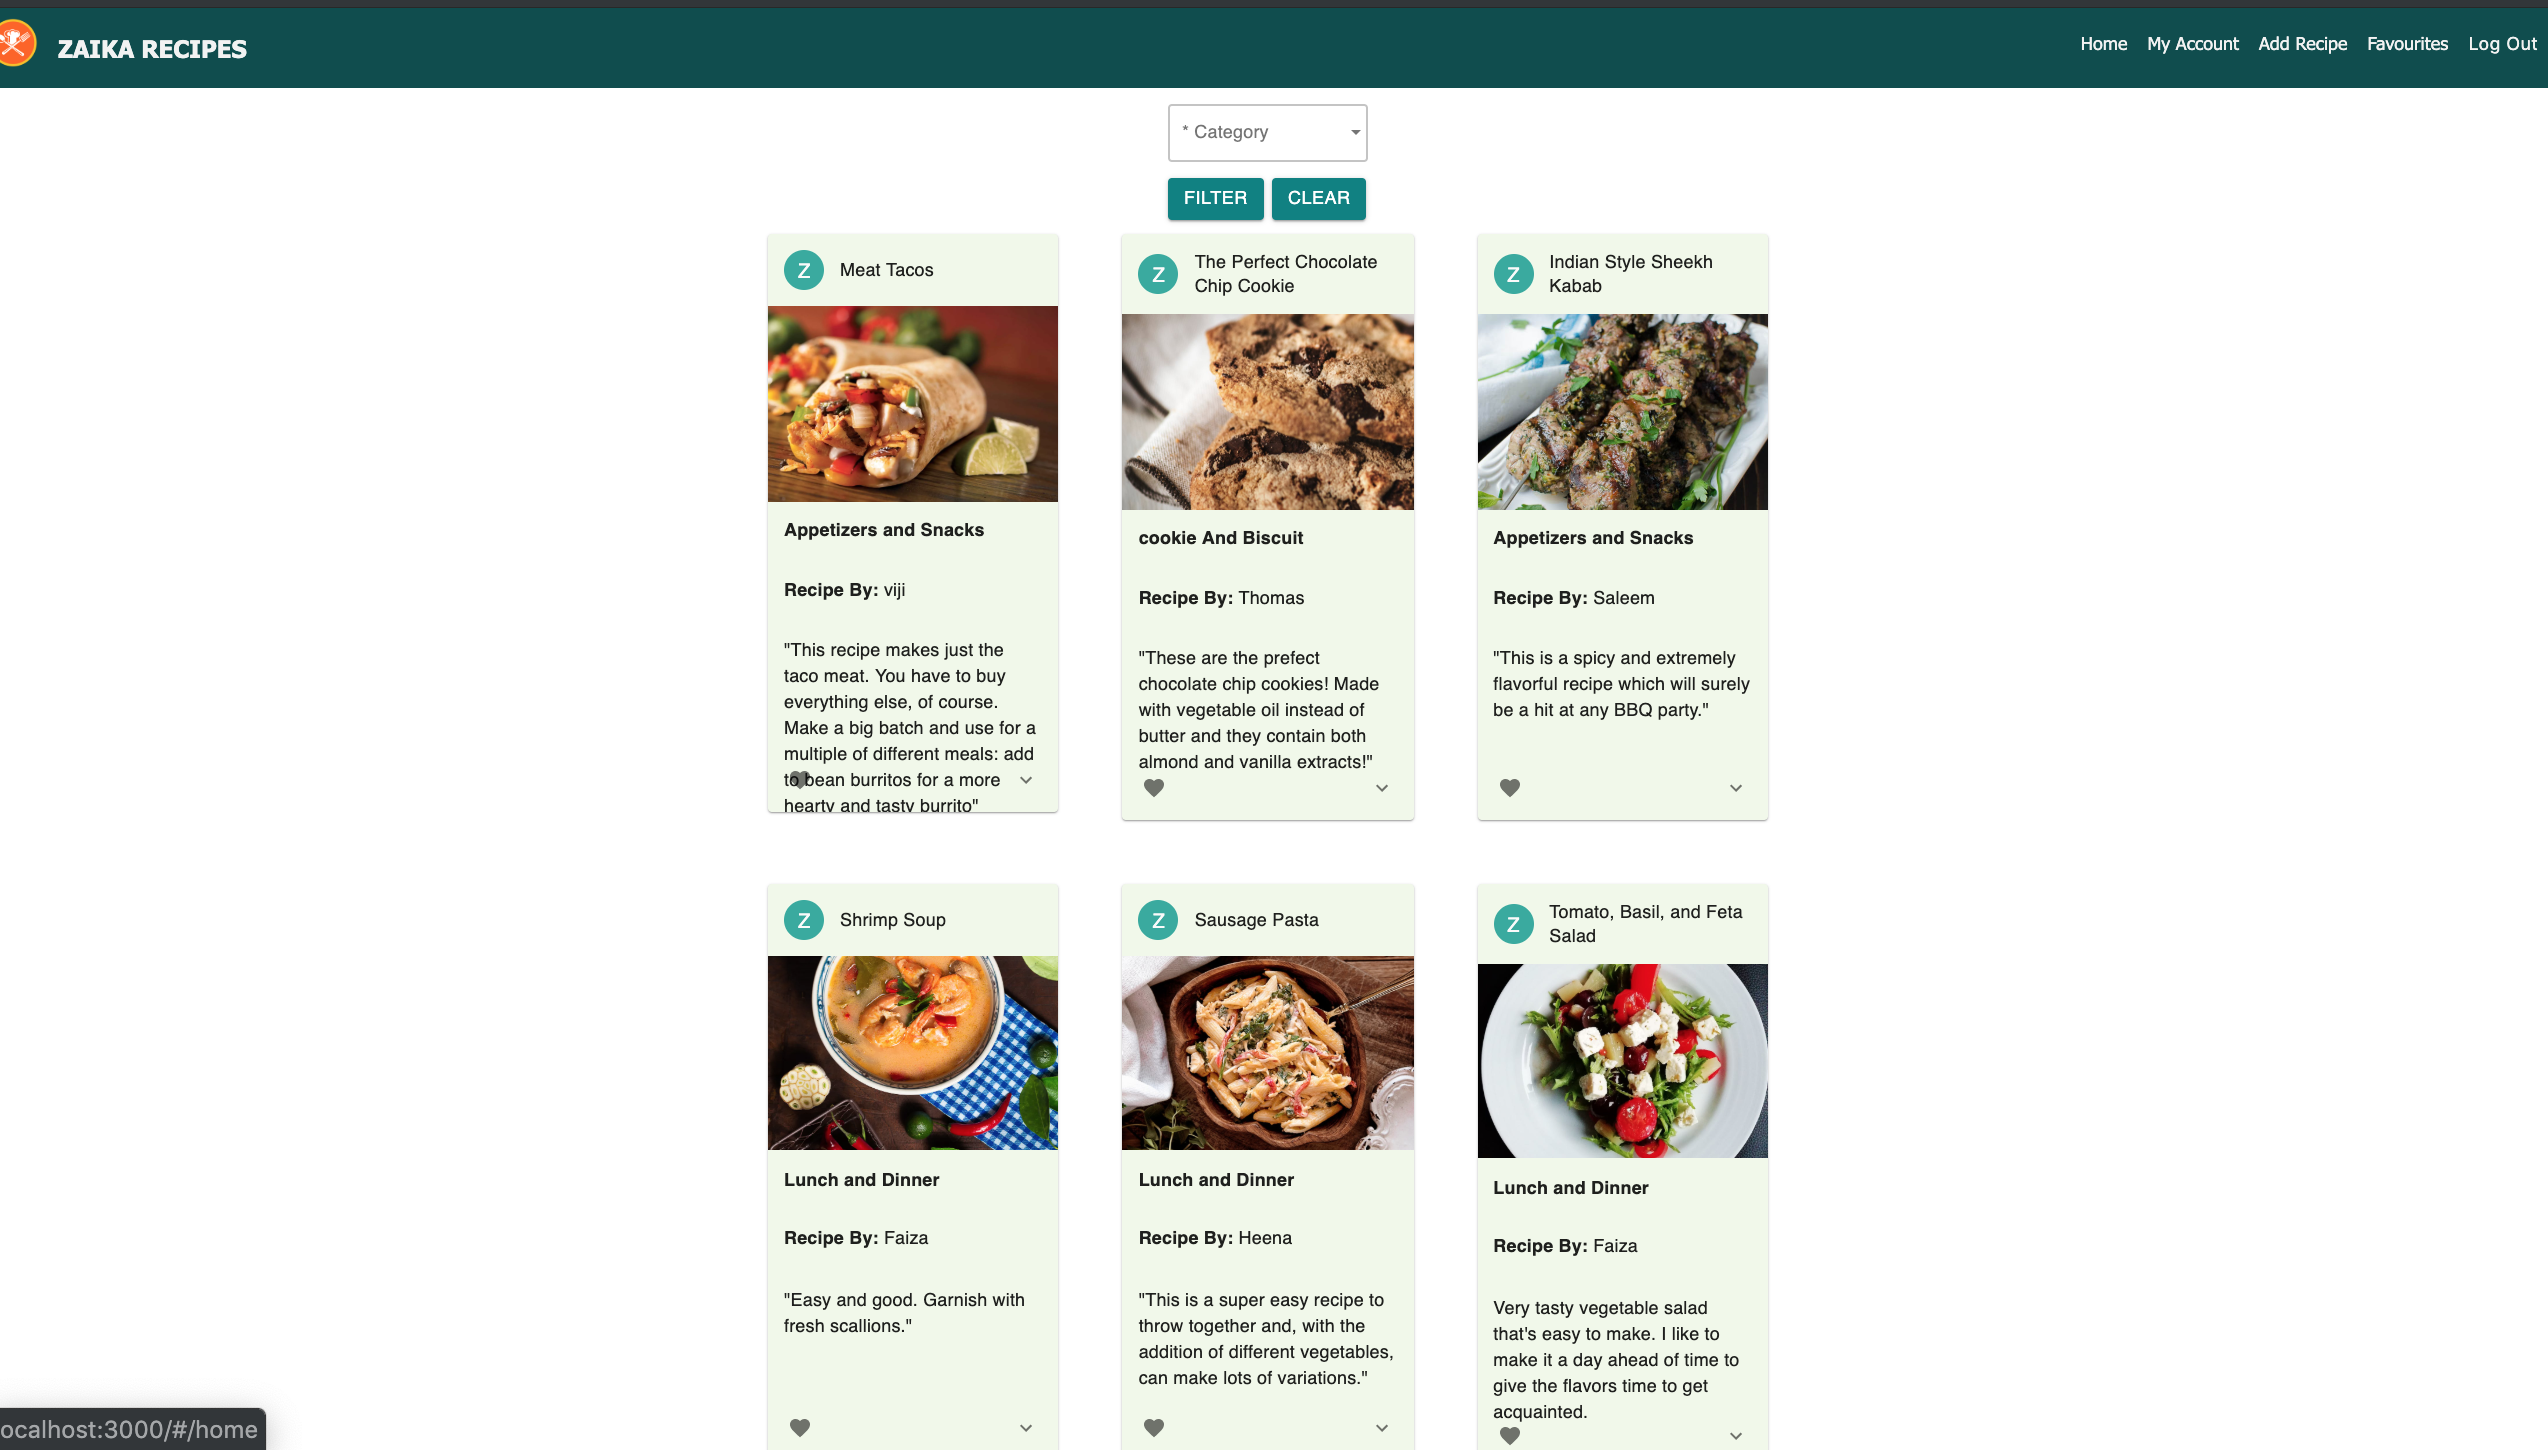 ZAIKA RECIPES
Home My Account Add Recipe Favourites Log Out
* Category
FILTER CLEAR
Z
Meat Tacos
Appetizers and Snacks
Recipe By: viji
"This recipe makes just the
taco meat. You have to buy
everything else, of course.
Make a big batch and use for a
multiple of different meals: add
to bean burritos for a more
hearty and tasty burrito"
Z
The Perfect Chocolate
Chip Cookie
cookie And Biscuit
Recipe By: Thomas
"These are the prefect
chocolate chip cookies! Made
with vegetable oil instead of
butter and they contain both
almond and vanilla extracts!"
Z
Indian Style Sheekh
Kabab
Appetizers and Snacks
Recipe By: Saleem
"This is a spicy and extremely
flavorful recipe which will surely
be a hit at any BBQ party."
Z
Shrimp Soup
Lunch and Dinner
Recipe By: Faiza
"Easy and good. Garnish with
fresh scallions."
Z
Sausage Pasta
Lunch and Dinner
Recipe By: Heena
"This is a super easy recipe to
throw together and, with the
addition of different vegetables,
can make lots of variations."
Z
Tomato, Basil, and Feta
Salad
Lunch and Dinner
Recipe By: Faiza
Very tasty vegetable salad
that's easy to make. I like to
make it a day ahead of time to
give the flavors time to get
acquainted.
ocalhost:3000/#/home